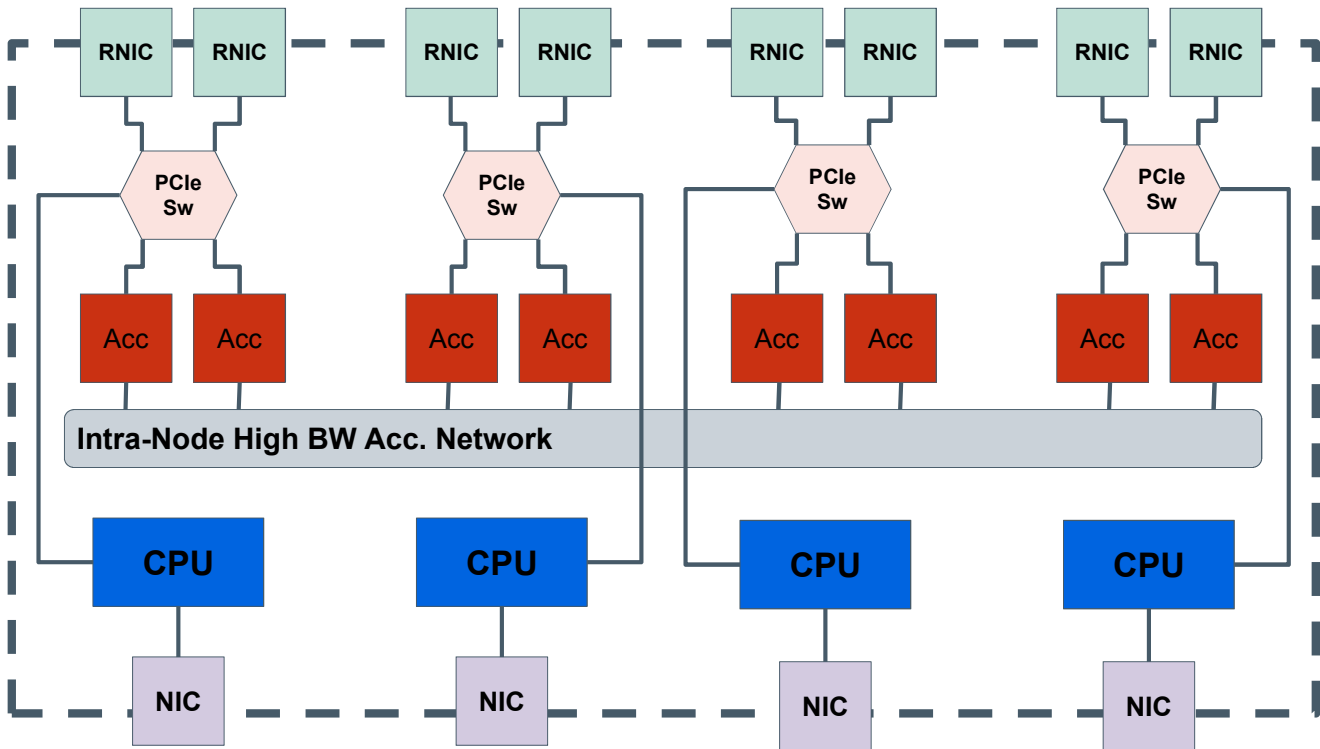 RNIC
RNIC
RNIC
RNIC
RNIC
RNIC
RNIC
RNIC
PCIe
Sw
PCIe
Sw
PCIe
Sw
PCIe
Sw
Acc
Acc
Acc
Acc
Acc
Acc
Acc
Acc
Intra-Node High BW Acc. Network
CPU
CPU
CPU
CPU
NIC
NIC
NIC
NIC